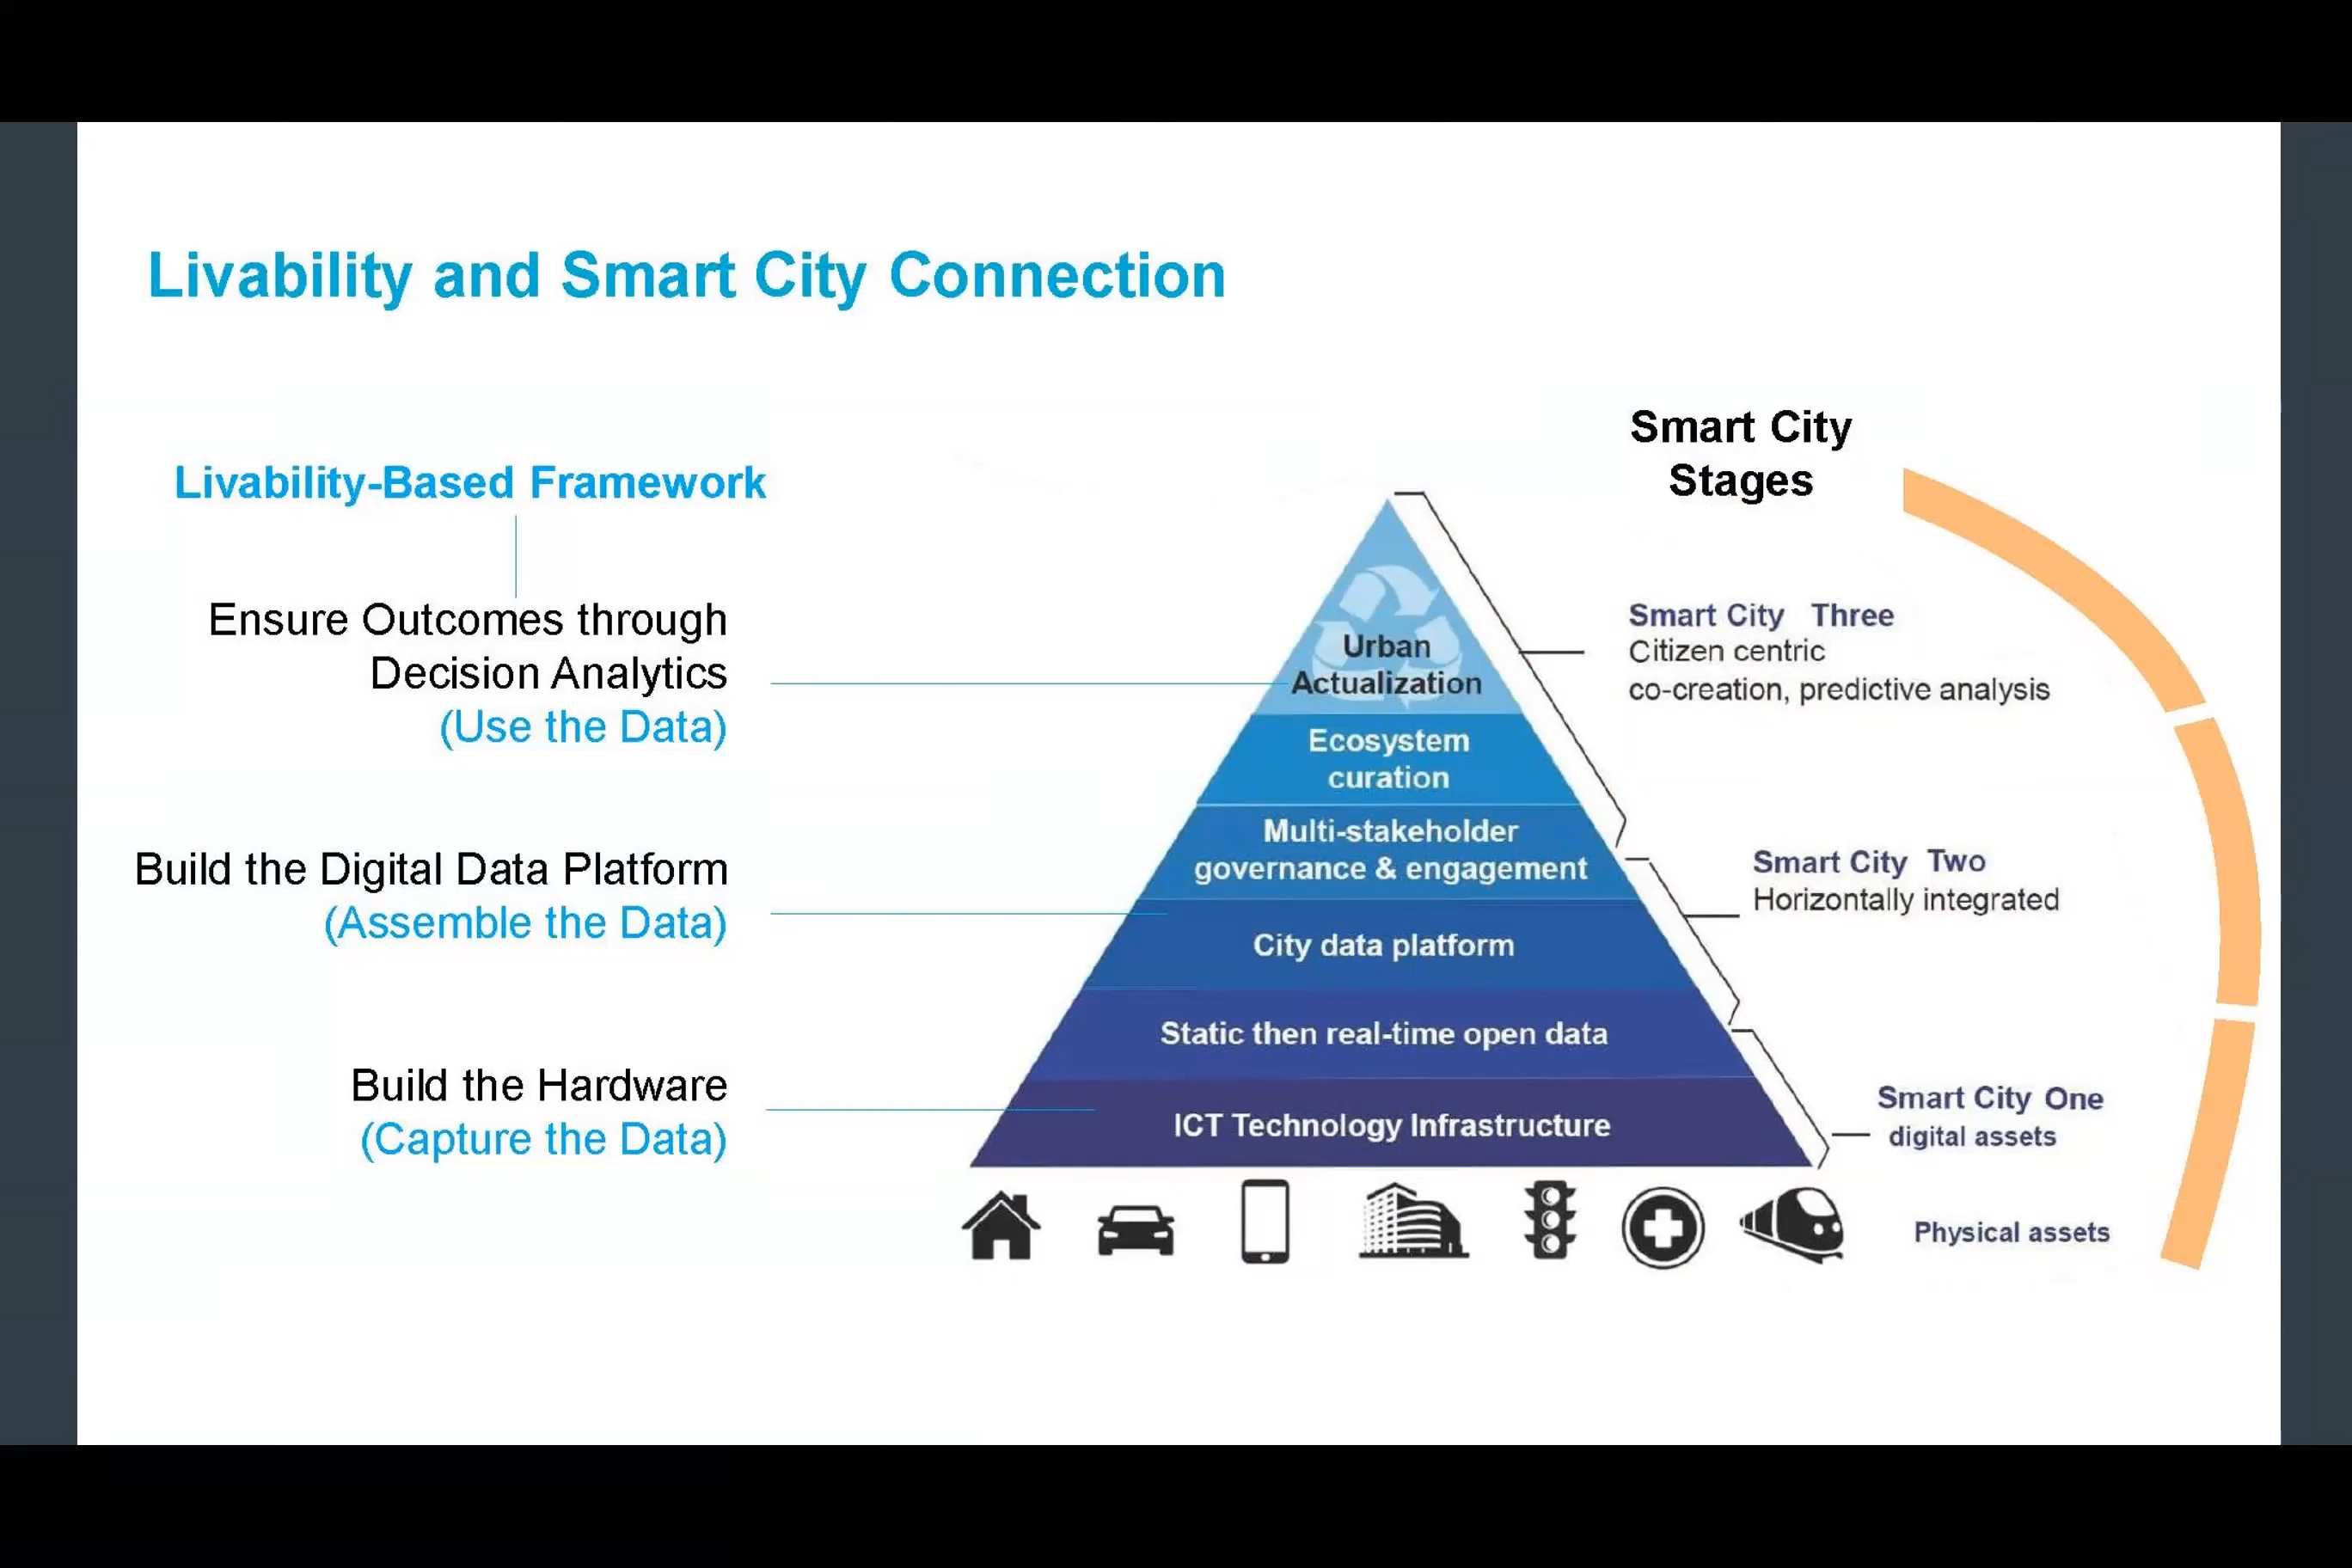 Livability and Smart City Connection
Livability-Based Framework
Ensure Outcomes through
Decision Analytics
(Use the Data)
Build the Digital Data Platform
(Assemble the Data)
Build the Hardware
(Capture the Data)
Urban
Actualization
Ecosystem
curation
Multi-stakeholder
governance & engagement
City data platform
Static then real-time open data
ICT Technology Infrastructure
Smart City
Stages
Smart City Three
Citizen centric
co-creation, predictive analysis
Smart City Two
Horizontally integrated
Smart City One
digital assets
Physical assets